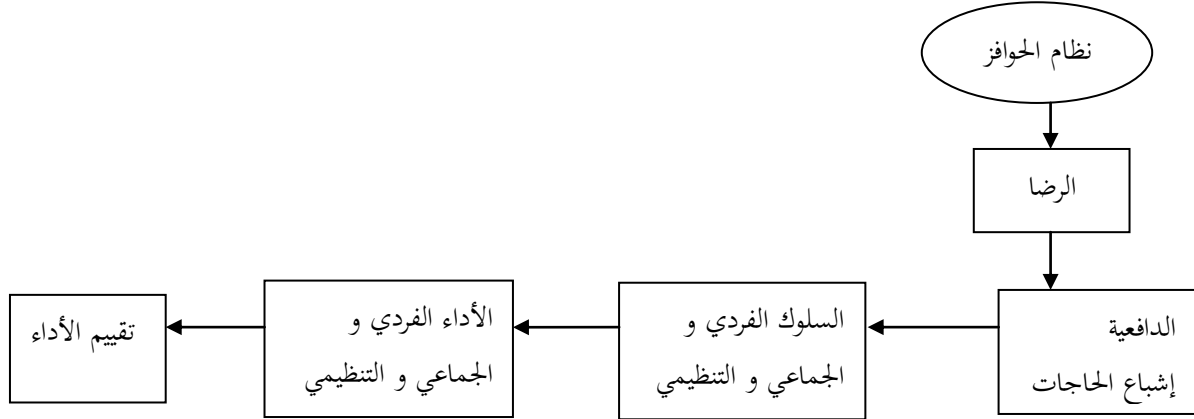 نظام الحوافز
الرضا
الدافعية
إشباع الحاجات
السلوك الفردي و
الجماعي و التنظيمي
الأداء الفردي و
الجماعي و التنظيمي
تقييم الأداء